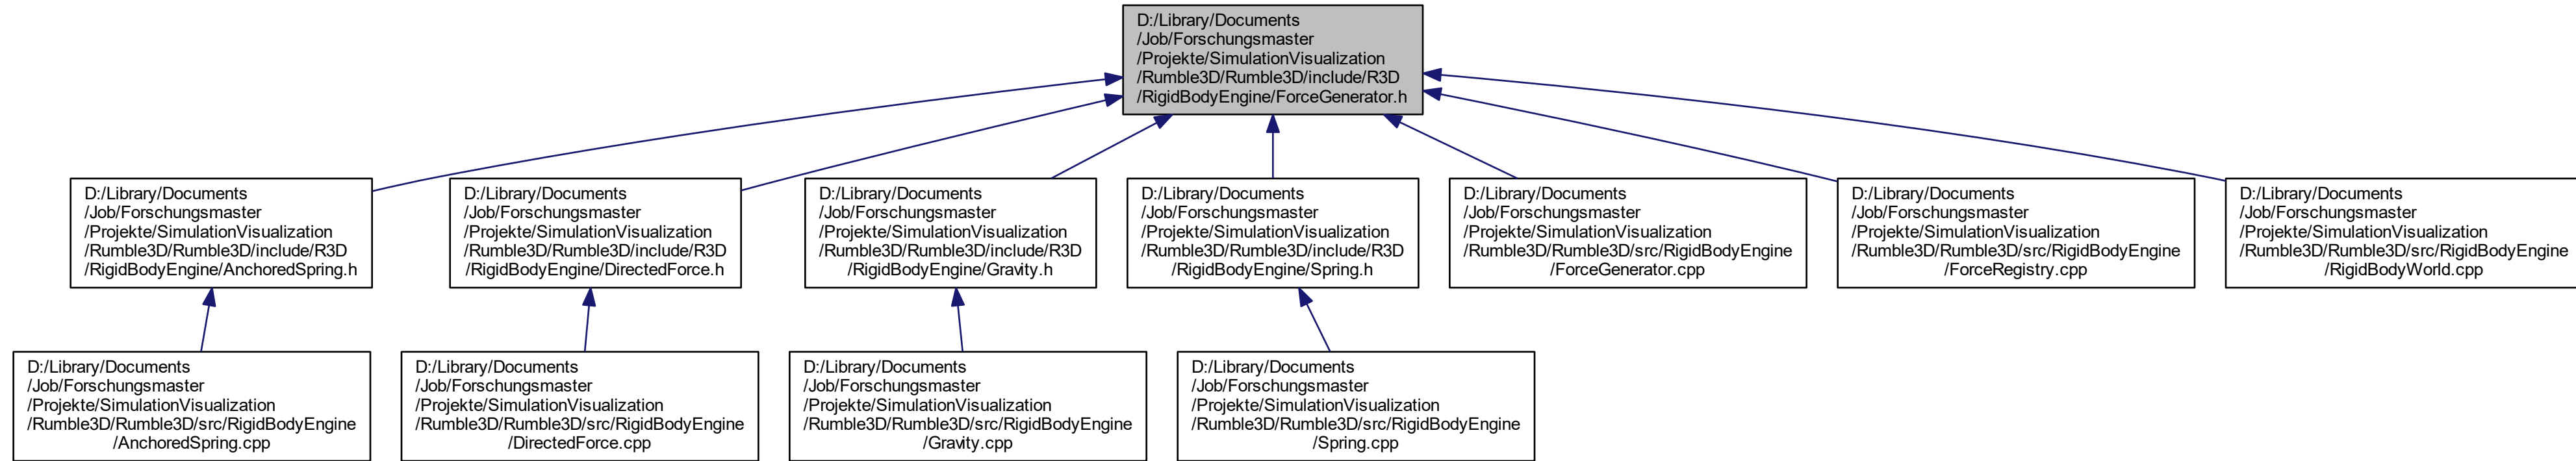 D:/Library/Documents
/Job/Forschungsmaster
/Projekte/SimulationVisualization
/Rumble3D/Rumble3D/include/R3D
/RigidBodyEngine/ForceGenerator.h
D:/Library/Documents
/Job/Forschungsmaster
/Projekte/SimulationVisualization
/Rumble3D/Rumble3D/include/R3D
/RigidBodyEngine/AnchoredSpring.h
D:/Library/Documents
/Job/Forschungsmaster
/Projekte/SimulationVisualization
/Rumble3D/Rumble3D/include/R3D
/RigidBodyEngine/DirectedForce.h
D:/Library/Documents
/Job/Forschungsmaster
/Projekte/SimulationVisualization
/Rumble3D/Rumble3D/include/R3D
/RigidBodyEngine/Gravity.h
D:/Library/Documents
/Job/Forschungsmaster
/Projekte/SimulationVisualization
/Rumble3D/Rumble3D/include/R3D
/RigidBodyEngine/Spring.h
D:/Library/Documents
/Job/Forschungsmaster
/Projekte/SimulationVisualization
/Rumble3D/Rumble3D/src/RigidBodyEngine
/ForceGenerator.cpp
D:/Library/Documents
/Job/Forschungsmaster
/Projekte/SimulationVisualization
/Rumble3D/Rumble3D/src/RigidBodyEngine
/ForceRegistry.cpp
D:/Library/Documents
/Job/Forschungsmaster
/Projekte/SimulationVisualization
/Rumble3D/Rumble3D/src/RigidBodyEngine
/RigidBodyWorld.cpp
D:/Library/Documents
/Job/Forschungsmaster
/Projekte/SimulationVisualization
/Rumble3D/Rumble3D/src/RigidBodyEngine
/AnchoredSpring.cpp
D:/Library/Documents
/Job/Forschungsmaster
/Projekte/SimulationVisualization
/Rumble3D/Rumble3D/src/RigidBodyEngine
/DirectedForce.cpp
D:/Library/Documents
/Job/Forschungsmaster
/Projekte/SimulationVisualization
/Rumble3D/Rumble3D/src/RigidBodyEngine
/Gravity.cpp
D:/Library/Documents
/Job/Forschungsmaster
/Projekte/SimulationVisualization
/Rumble3D/Rumble3D/src/RigidBodyEngine
/Spring.cpp